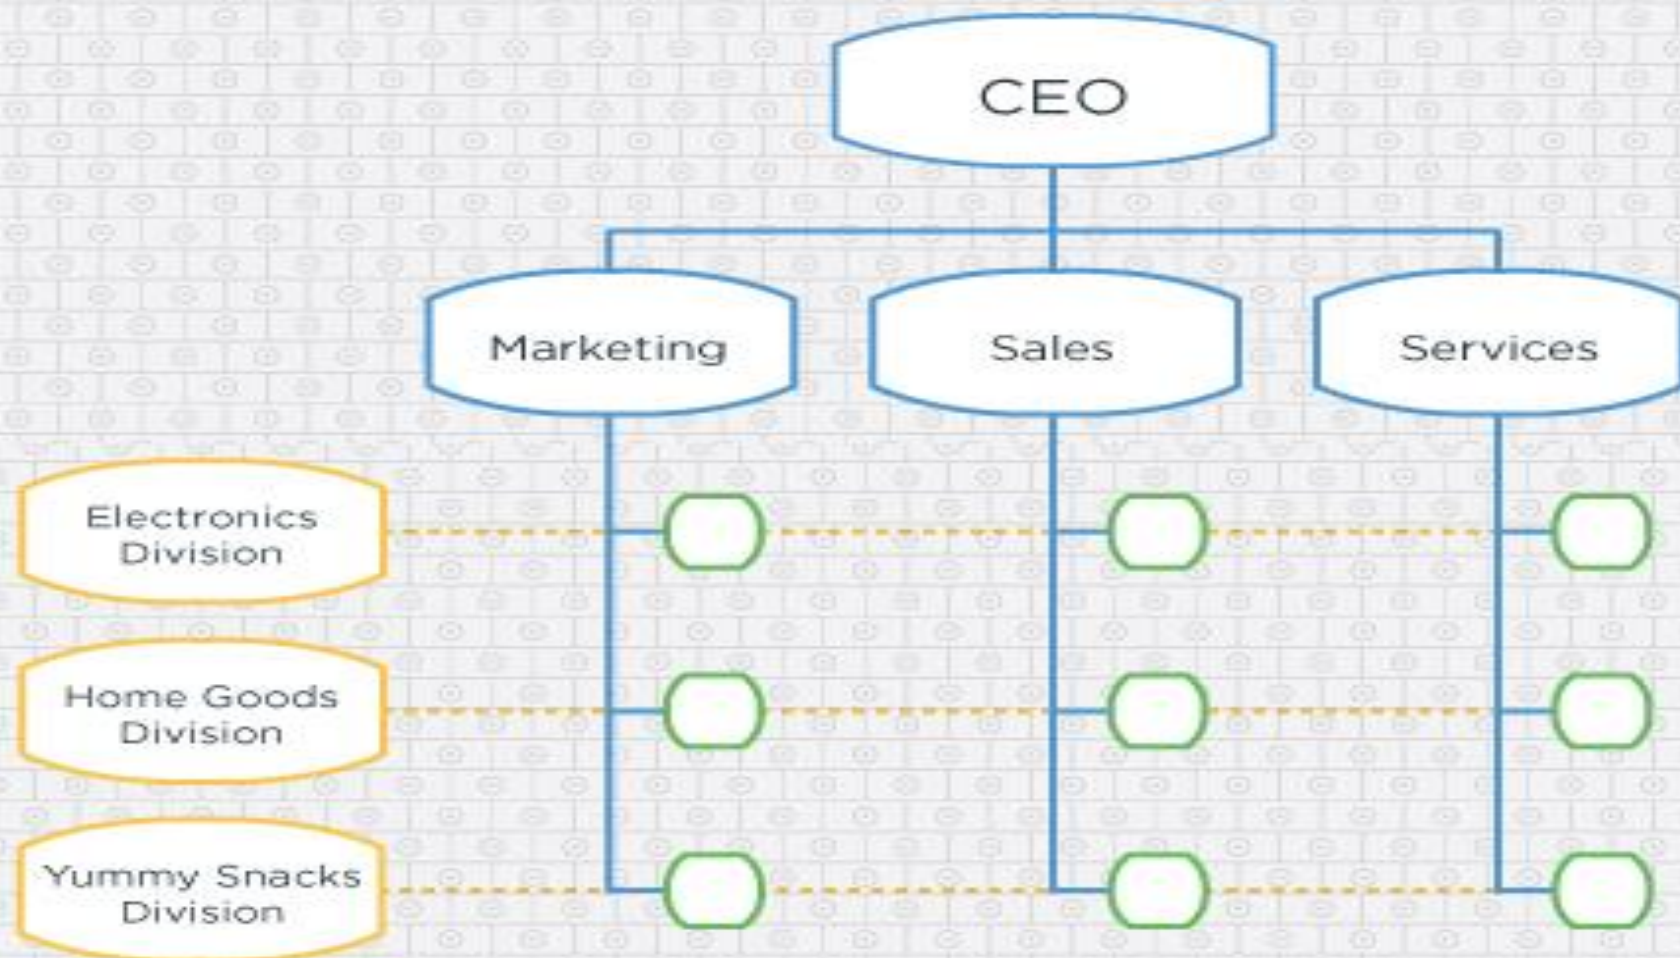 CEO
Marketing
Sales
Services
Electronics
Division
Home Goods
Division
Yummy Snacks
Division